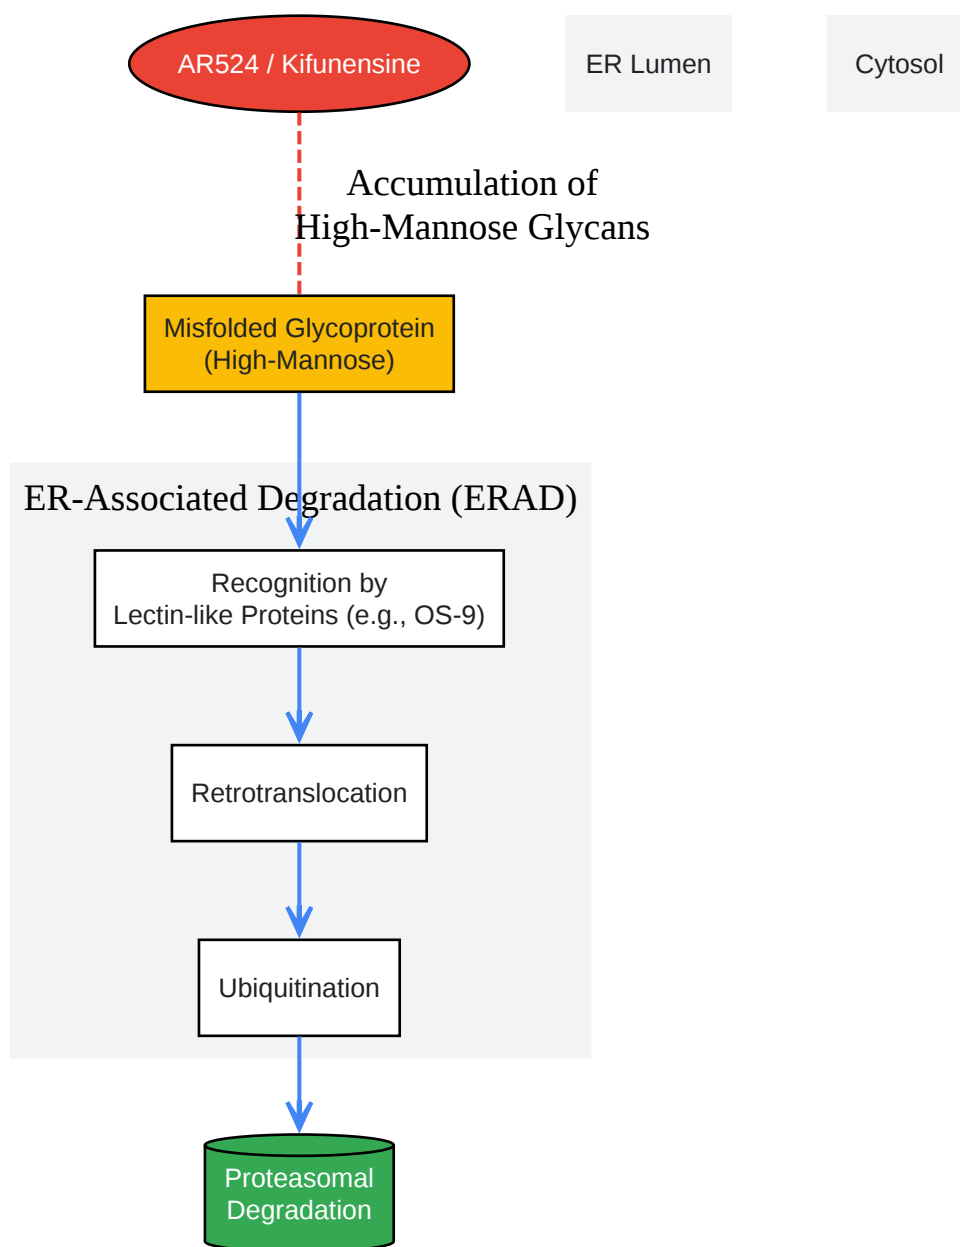 AR524 / Kifunensine
ER Lumen
Cytosol
Accumulation of
High-Mannose Glycans
Misfolded Glycoprotein
(High-Mannose)
ER-Associated Degradation (ERAD)
Recognition by
Lectin-like Proteins (e.g., OS-9)
Retrotranslocation
Ubiquitination
Proteasomal
Degradation